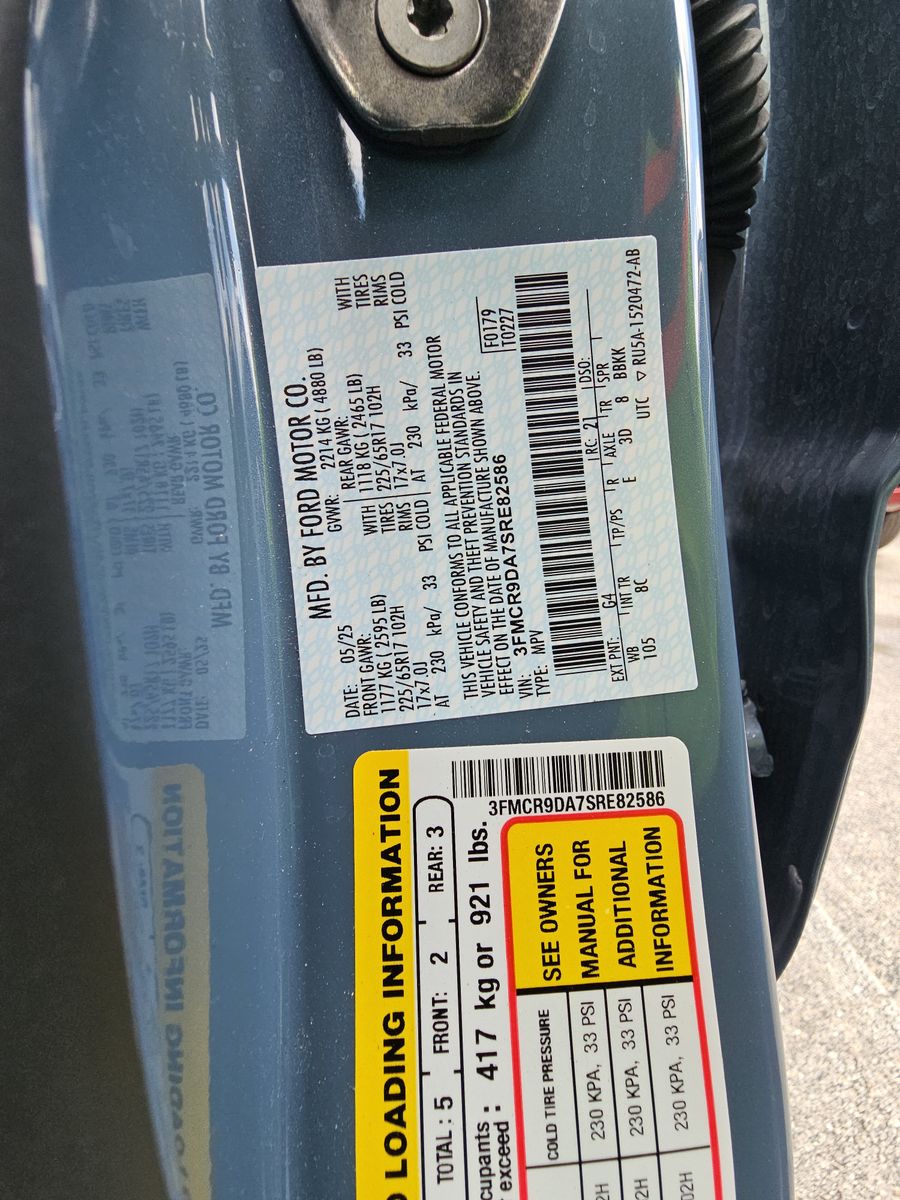 MFD. BY FORD MOTOR CO.
DATE: 05/25
GVWR: 2214 KG ( 4880 LB)
FRONT GAWR: REAR GAWR: WITH
1177 KG ( 2595 LB) WITH 1118 KG ( 2465 LB) TIRES
225/65R17 102H TIRES 225/65R17 102H RIMS
17x7.0J RIMS 17x7.0J
AT 230 kPa/ 33 PSI COLD AT 230 kPa/ 33 PSI COLD
THIS VEHICLE CONFORMS TO ALL APPLICABLE FEDERAL MOTOR
VEHICLE SAFETY AND THEFT PREVENTION STANDARDS IN
EFFECT ON THE DATE OF MANUFACTURE SHOWN ABOVE.
VIN: 3FMCR9DA7SRE82586
TYPE: MPV
F0179
T0227
EXT PNT: G4 RC: 21 DSO:
WB INT TR TP/PS R AXLE TR SPR
105 8C E 3D 8 BBKK
UTC ▽ RU5A-1520472-AB
LOADING INFORMATION
TOTAL : 5 FRONT: 2 REAR: 3
cupants : 417 kg or 921 lbs.
exceed
3FMCR9DA7SRE82586
COLD TIRE PRESSURE
230 KPA, 33 PSI
230 KPA, 33 PSI
230 KPA, 33 PSI
SEE OWNERS
MANUAL FOR
ADDITIONAL
INFORMATION